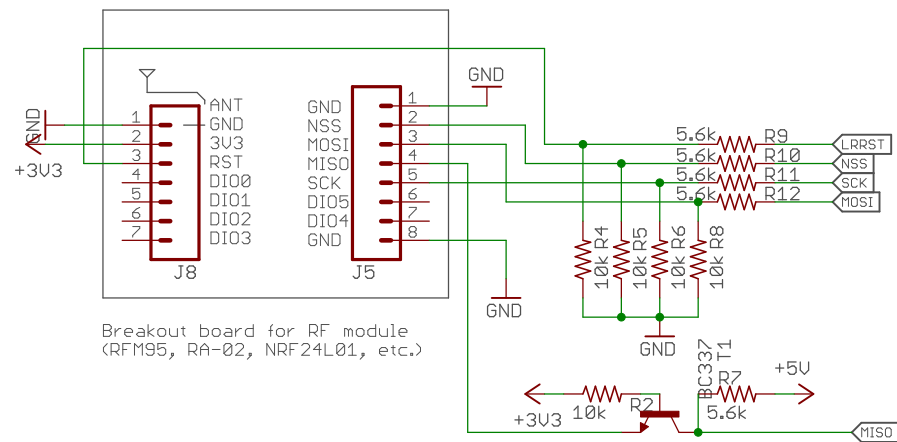 GND
+3V3
ANT
1 GND
2 3V3
3 RST
4 DIO0
5 DIO1
6 DIO2
7 DIO3
J8
GND 1
NSS 2
MOSI 3
MISO 4
SCK 5
DIO5 6
DIO4 7
GND 8
J5
GND
GND
5.6k R9 LRRST
5.6k R10 NSS
5.6k R11 SCK
5.6k R12 MOSI
10k R4
10k R5
10k R6
10k R8
GND
Breakout board for RF module
(RFM95, RA-02, NRF24L01, etc.)
BC337
T1
+3V3
10k
R2
R7
5.6k
+5V
MISO